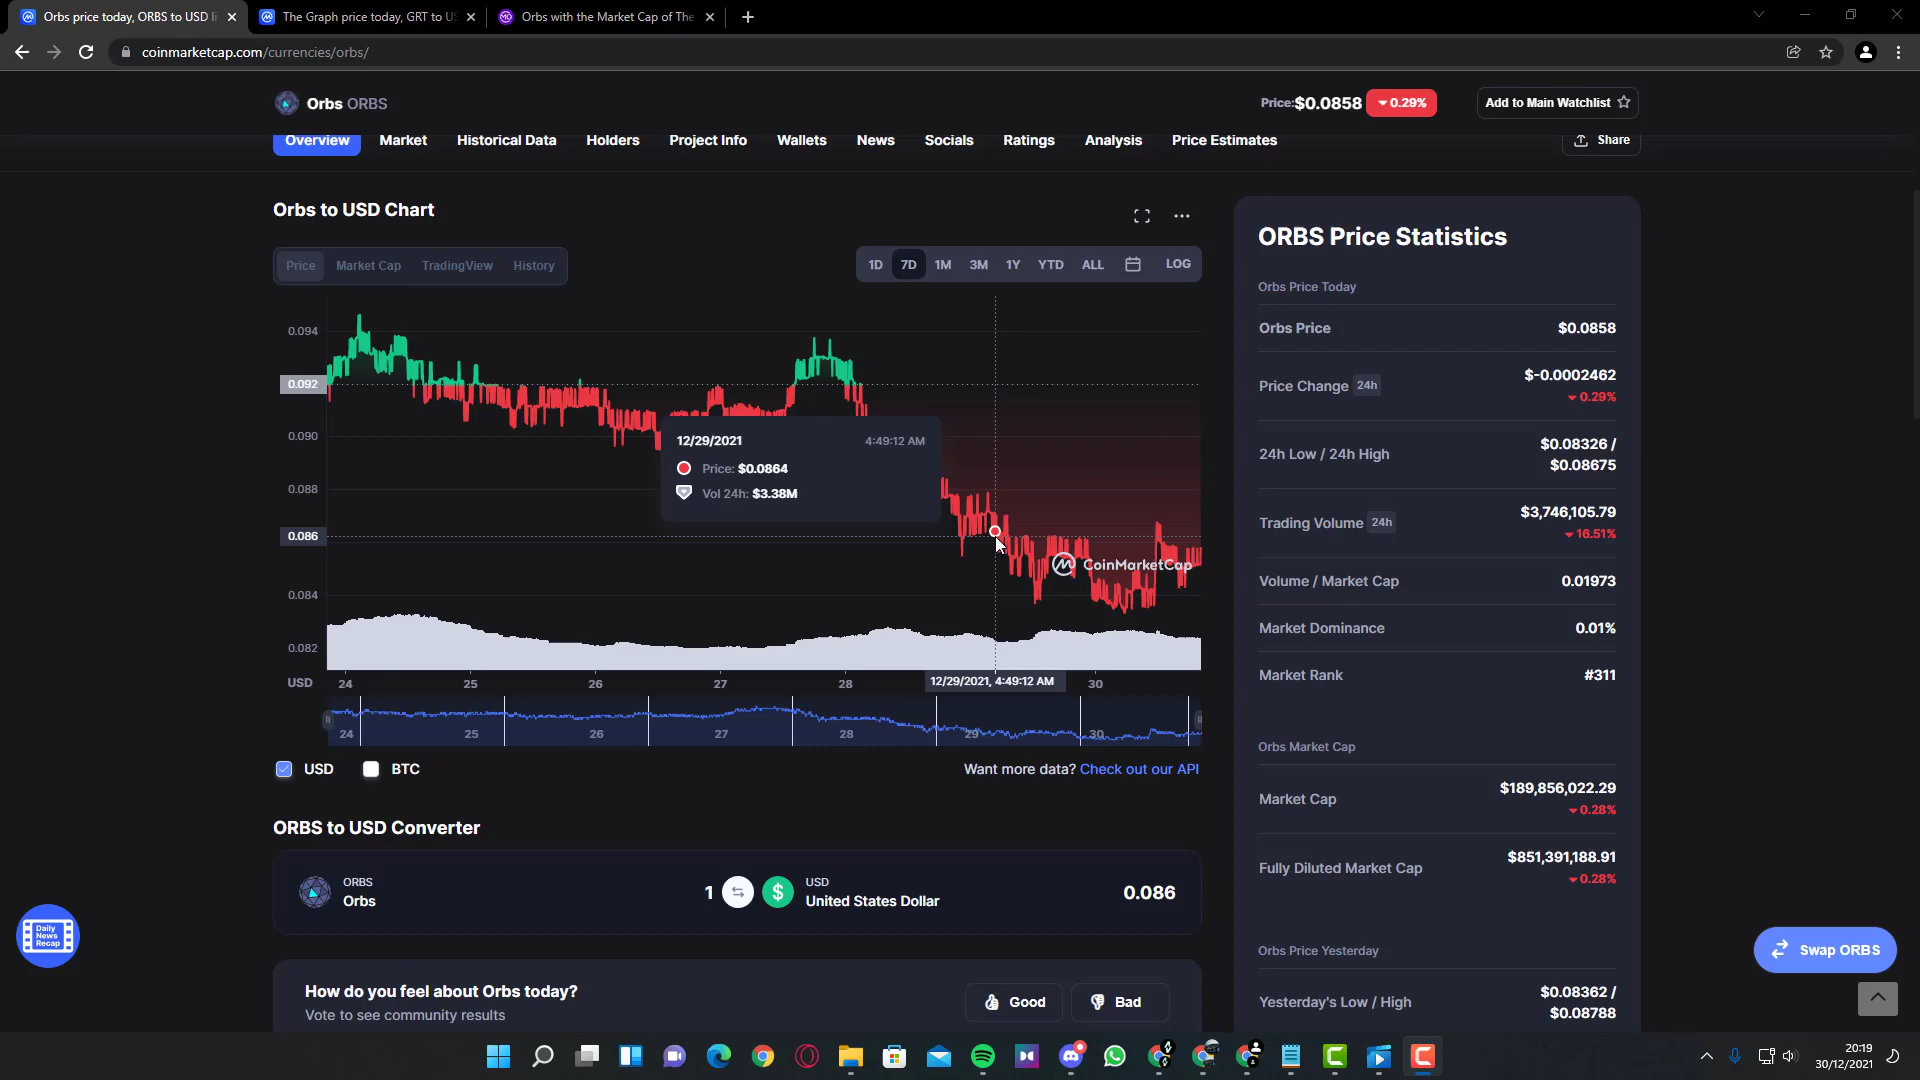 Orbs price today, ORBS to USD li
The Graph price today, GRT to US
Orbs with the Market Cap of The
coinmarketcap.com/currencies/orbs/
Orbs ORBS
Price:$0.0858
0.29%
Add to Main Watchlist
Overview
Market
Historical Data
Holders
Project Info
Wallets
News
Socials
Ratings
Analysis
Price Estimates
Share
Orbs to USD Chart
Price
Market Cap
TradingView
History
1D
7D
1M
3M
1Y
YTD
ALL
LOG
0.094
0.092
0.090
0.088
0.086
0.084
0.082
12/29/2021
4:49:12 AM
Price: $0.0864
Vol 24h: $3.38M
CoinMarketCap
USD
24
25
26
27
28
12/29/2021, 4:49:12 AM
30
24
25
26
27
28
29
30
USD
BTC
Want more data? Check out our API
ORBS to USD Converter
ORBS
Orbs
1
$
USD
United States Dollar
0.086
How do you feel about Orbs today?
Vote to see community results
Good
Bad
ORBS Price Statistics
Orbs Price Today
Orbs Price
$0.0858
Price Change 24h
$-0.0002462
0.29%
24h Low / 24h High
$0.08326 /
$0.08675
Trading Volume 24h
$3,746,105.79
16.51%
Volume / Market Cap
0.01973
Market Dominance
0.01%
Market Rank
#311
Orbs Market Cap
Market Cap
$189,856,022.29
0.28%
Fully Diluted Market Cap
$851,391,188.91
0.28%
Orbs Price Yesterday
Yesterday's Low / High
$0.08362 /
$0.08788
Daily
News
Recap
Swap ORBS
20:19
30/12/2021